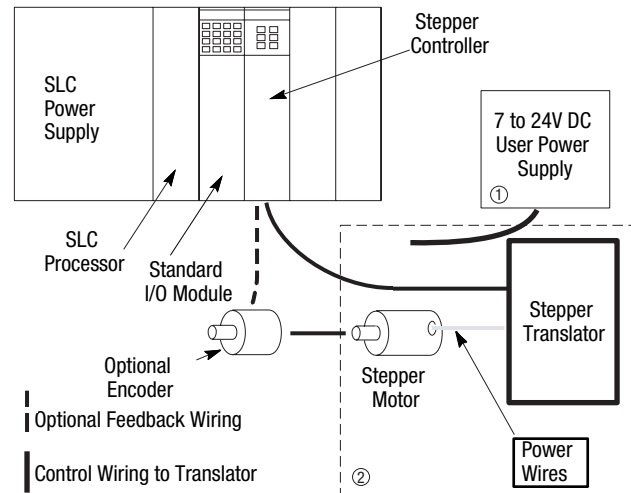 Stepper
Controller
SLC
Power
Supply
7 to 24V DC
User Power
Supply
①
SLC
Processor
Standard
I/O Module
Stepper
Translator
Optional
Encoder
Stepper
Motor
Optional Feedback Wiring
Power
Wires
Control Wiring to Translator
②